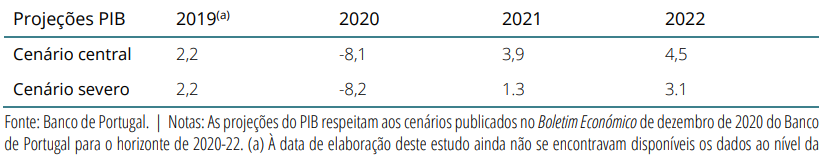 Projeções PIB 2019(a) 2020 2021 2022
Cenário central 2,2 -8,1 3,9 4,5
Cenário severo 2,2 -8,2 1.3 3.1
Fonte: Banco de Portugal. | Notas: As projeções do PIB respeitam aos cenários publicados no Boletim Económico de dezembro de 2020 do Banco
de Portugal para o horizonte de 2020-22. (a) À data de elaboração deste estudo ainda não se encontravam disponíveis os dados ao nível da